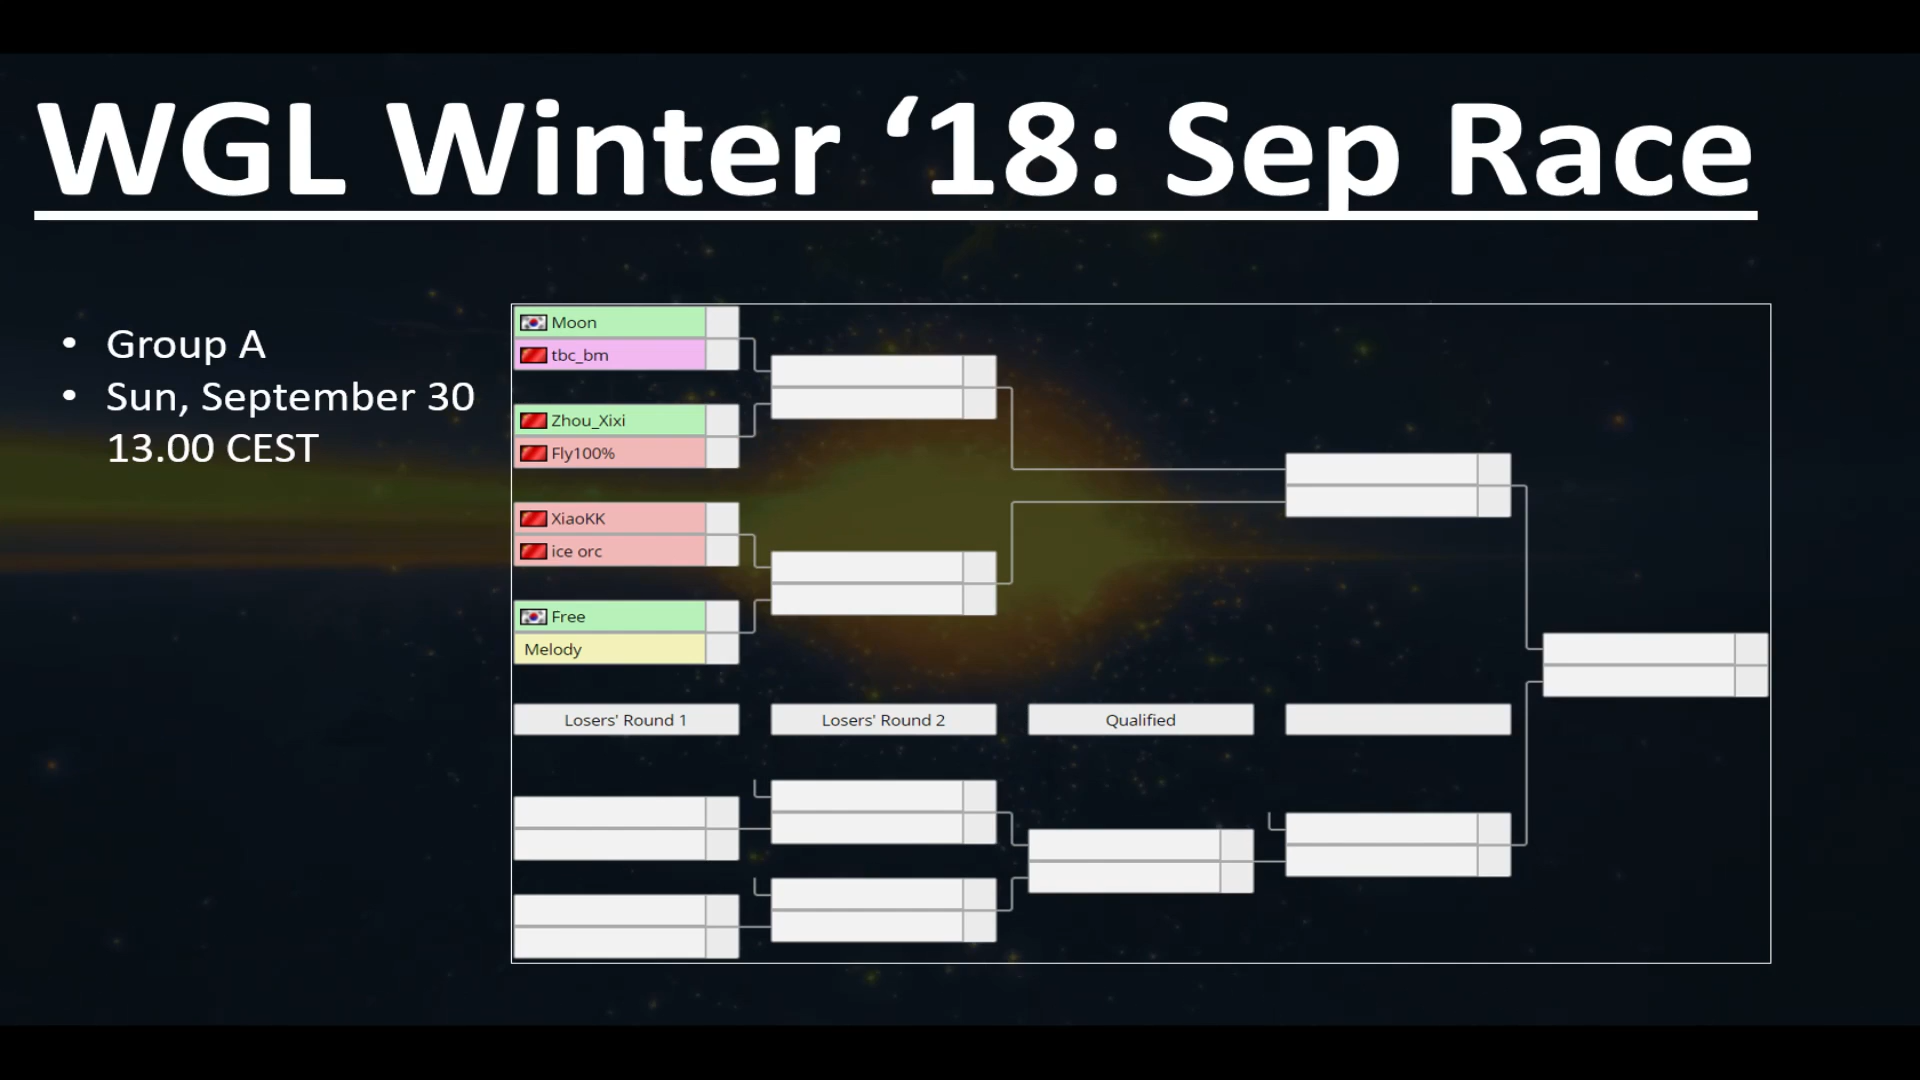 WGL Winter ‘18: Sep Race
• Group A
• Sun, September 30
13.00 CEST
Moon
tbc_bm
Zhou_Xixi
Fly100%
XiaoKK
ice orc
Free
Melody
Losers' Round 1
Losers' Round 2
Qualified